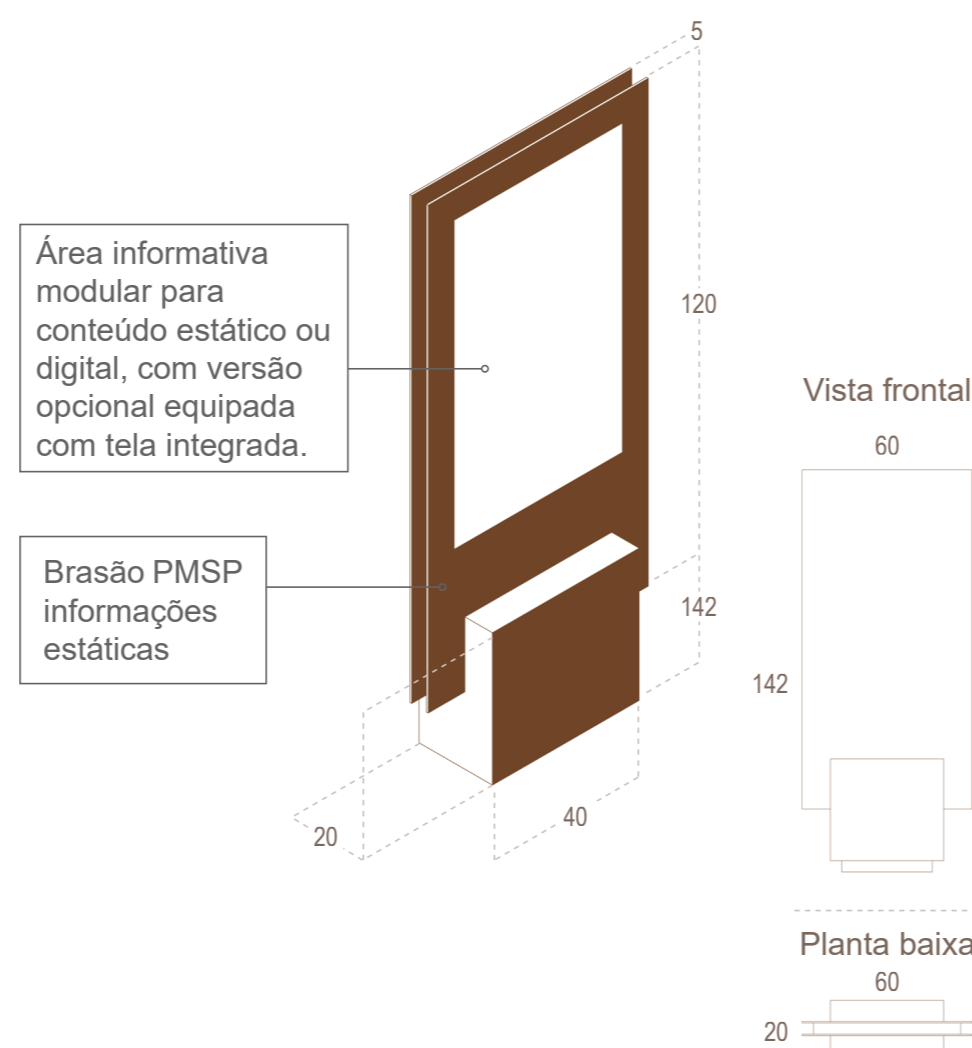 5
Área informativa
modular para
conteúdo estático ou
digital, com versão
opcional equipada
com tela integrada.
120
Brasão PMSP
informações
estáticas
142
20
40
Vista frontal
60
142
Planta baixa
60
20